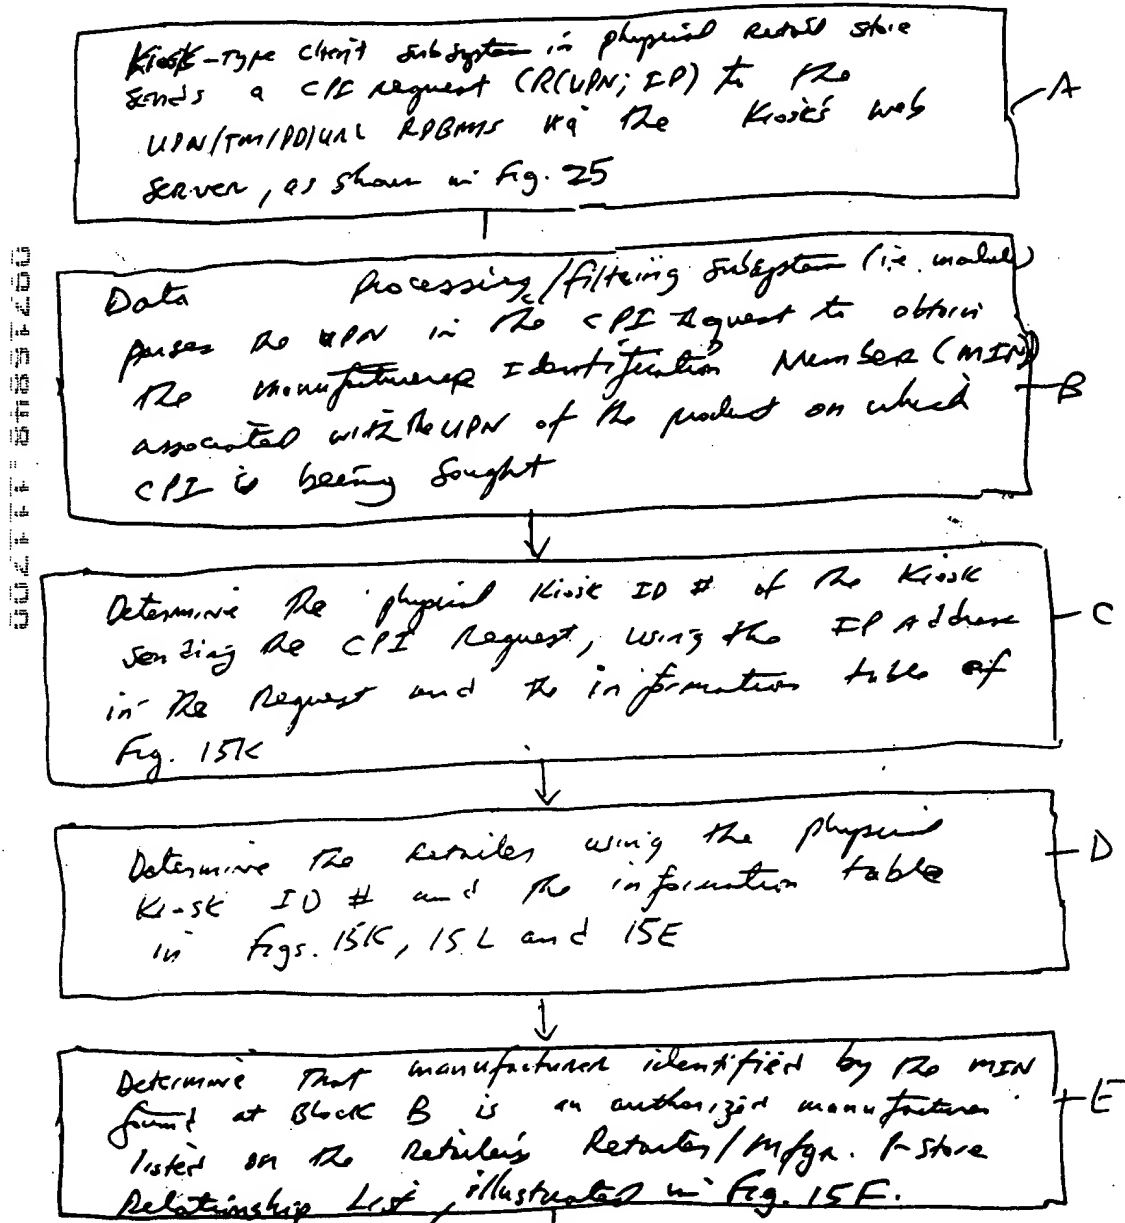 Kiosk-type client subsystem in physical retail store
sends a CPI request (R(UPN; IP) to the
UPN/TM/PD/URL RDBMS via the Kiosk's web
server, as shown in Fig. 25
A
Data Processing/filtering subsystem (i.e. module)
parses the UPN in the CPI request to obtain
the manufacturer Identification Number (MIN)
B
associated with the UPN of the product on which
CPI is being sought
Determine the physical Kiosk ID # of the Kiosk
C
sending the CPI Request, using the IP Address
in the Request and the information table of
Fig. 15K
Determine the retailer using the physical
D
Kiosk ID # and the information table
in Figs. 15K, 15L and 15E
Determine that manufacturer identified by the MIN
E
found at Block B is an authorized manufacturer
listed on the Retailer's Retailer/Mfgr. P-Store
Relationship List, illustrated in Fig. 15F.